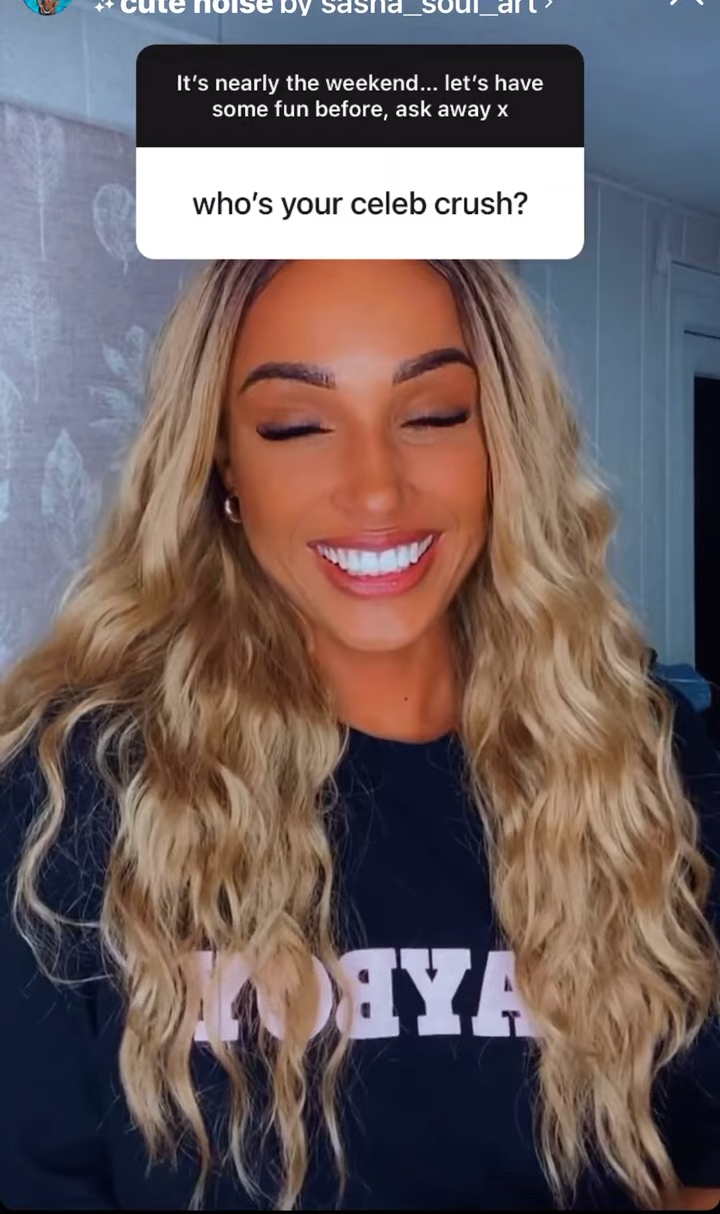 cute noise by sasha_soul_art >
It's nearly the weekend... let's have
some fun before, ask away x
who's your celeb crush?
AYBOY